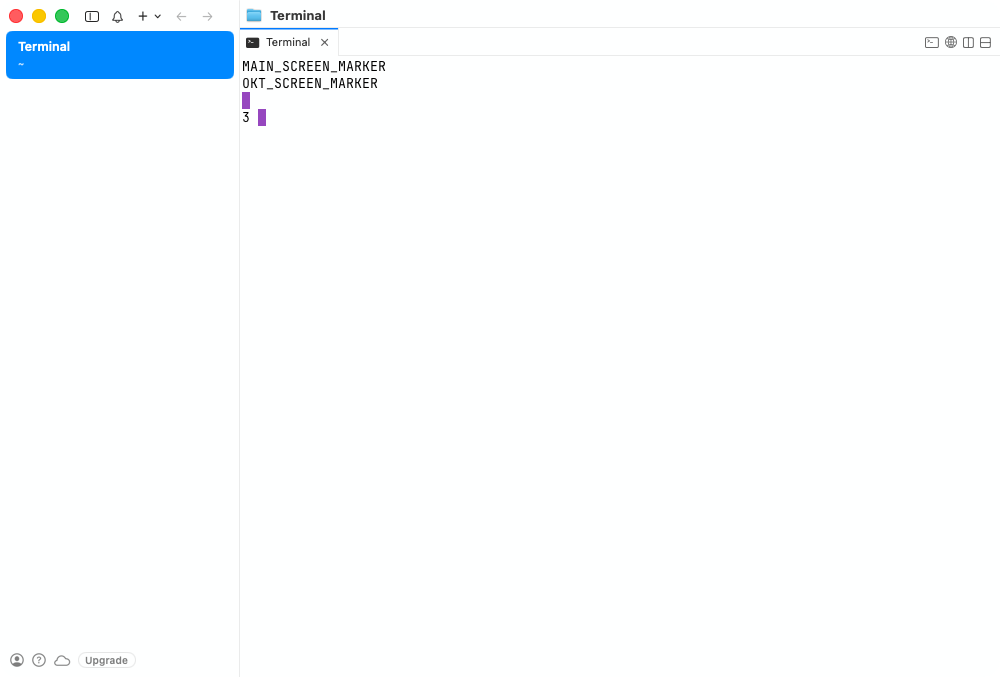 Terminal
Terminal
~
Terminal
MAIN_SCREEN_MARKER
OKT_SCREEN_MARKER
3
Upgrade